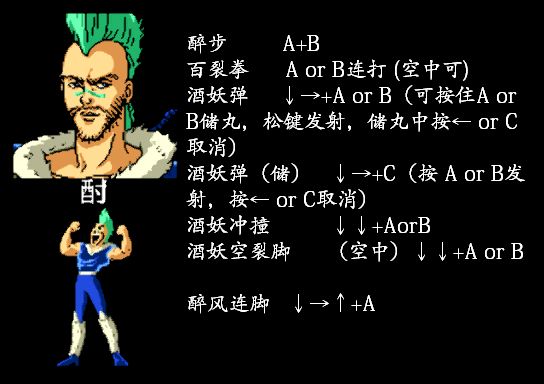 醉步 A+B
百裂拳 A or B连打 (空中可)
酒妖弹 ↓→+A or B（可按住A or
B储丸，松键发射，储丸中按← or C
取消）
酒妖弹（储） ↓→+C（按 A or B发
射，按← or C取消）
酒妖冲撞 ↓↓+AorB
酒妖空裂脚 （空中）↓↓+A or B
醉风连脚 ↓→↑+A
酎